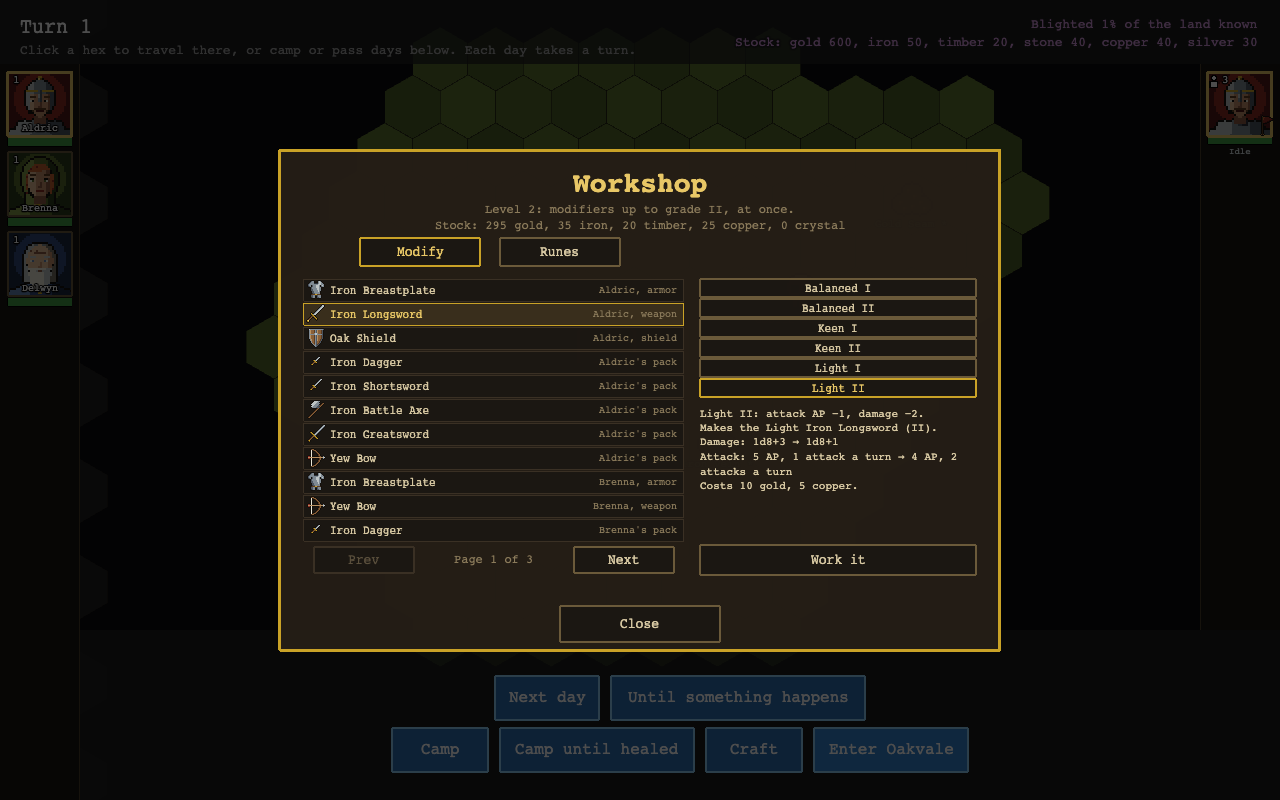 Turn 1
Click a hex to travel there, or camp or pass days below. Each day takes a turn.
Blighted 1% of the land known
Stock: gold 600, iron 50, timber 20, stone 40, copper 40, silver 30
1
Aldric
1
Brenna
1
Delwyn
3
Idle
Workshop
Level 2: modifiers up to grade II, at once.
Stock: 295 gold, 35 iron, 20 timber, 25 copper, 0 crystal
Modify
Runes
Iron Breastplate Aldric, armor
Iron Longsword Aldric, weapon
Oak Shield Aldric, shield
Iron Dagger Aldric's pack
Iron Shortsword Aldric's pack
Iron Battle Axe Aldric's pack
Iron Greatsword Aldric's pack
Yew Bow Aldric's pack
Iron Breastplate Brenna, armor
Yew Bow Brenna, weapon
Iron Dagger Brenna's pack
Prev
Page 1 of 3
Next
Balanced I
Balanced II
Keen I
Keen II
Light I
Light II
Light II: attack AP −1, damage −2.
Makes the Light Iron Longsword (II).
Damage: 1d8+3 → 1d8+1
Attack: 5 AP, 1 attack a turn → 4 AP, 2
attacks a turn
Costs 10 gold, 5 copper.
Work it
Close
Next day
Until something happens
Camp
Camp until healed
Craft
Enter Oakvale